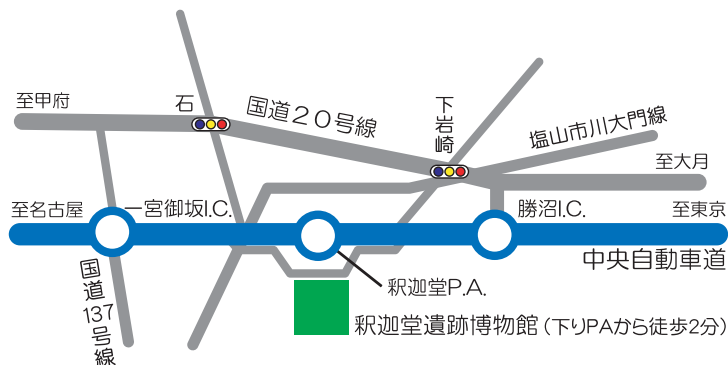 至甲府
石
国道20号線
下岩崎
塩山市川大門線
至大月
至名古屋
一宮御坂I.C.
勝沼I.C.
至東京
中央自動車道
国道137号線
釈迦堂P.A.
釈迦堂遺跡博物館(下りPAから徒歩2分)